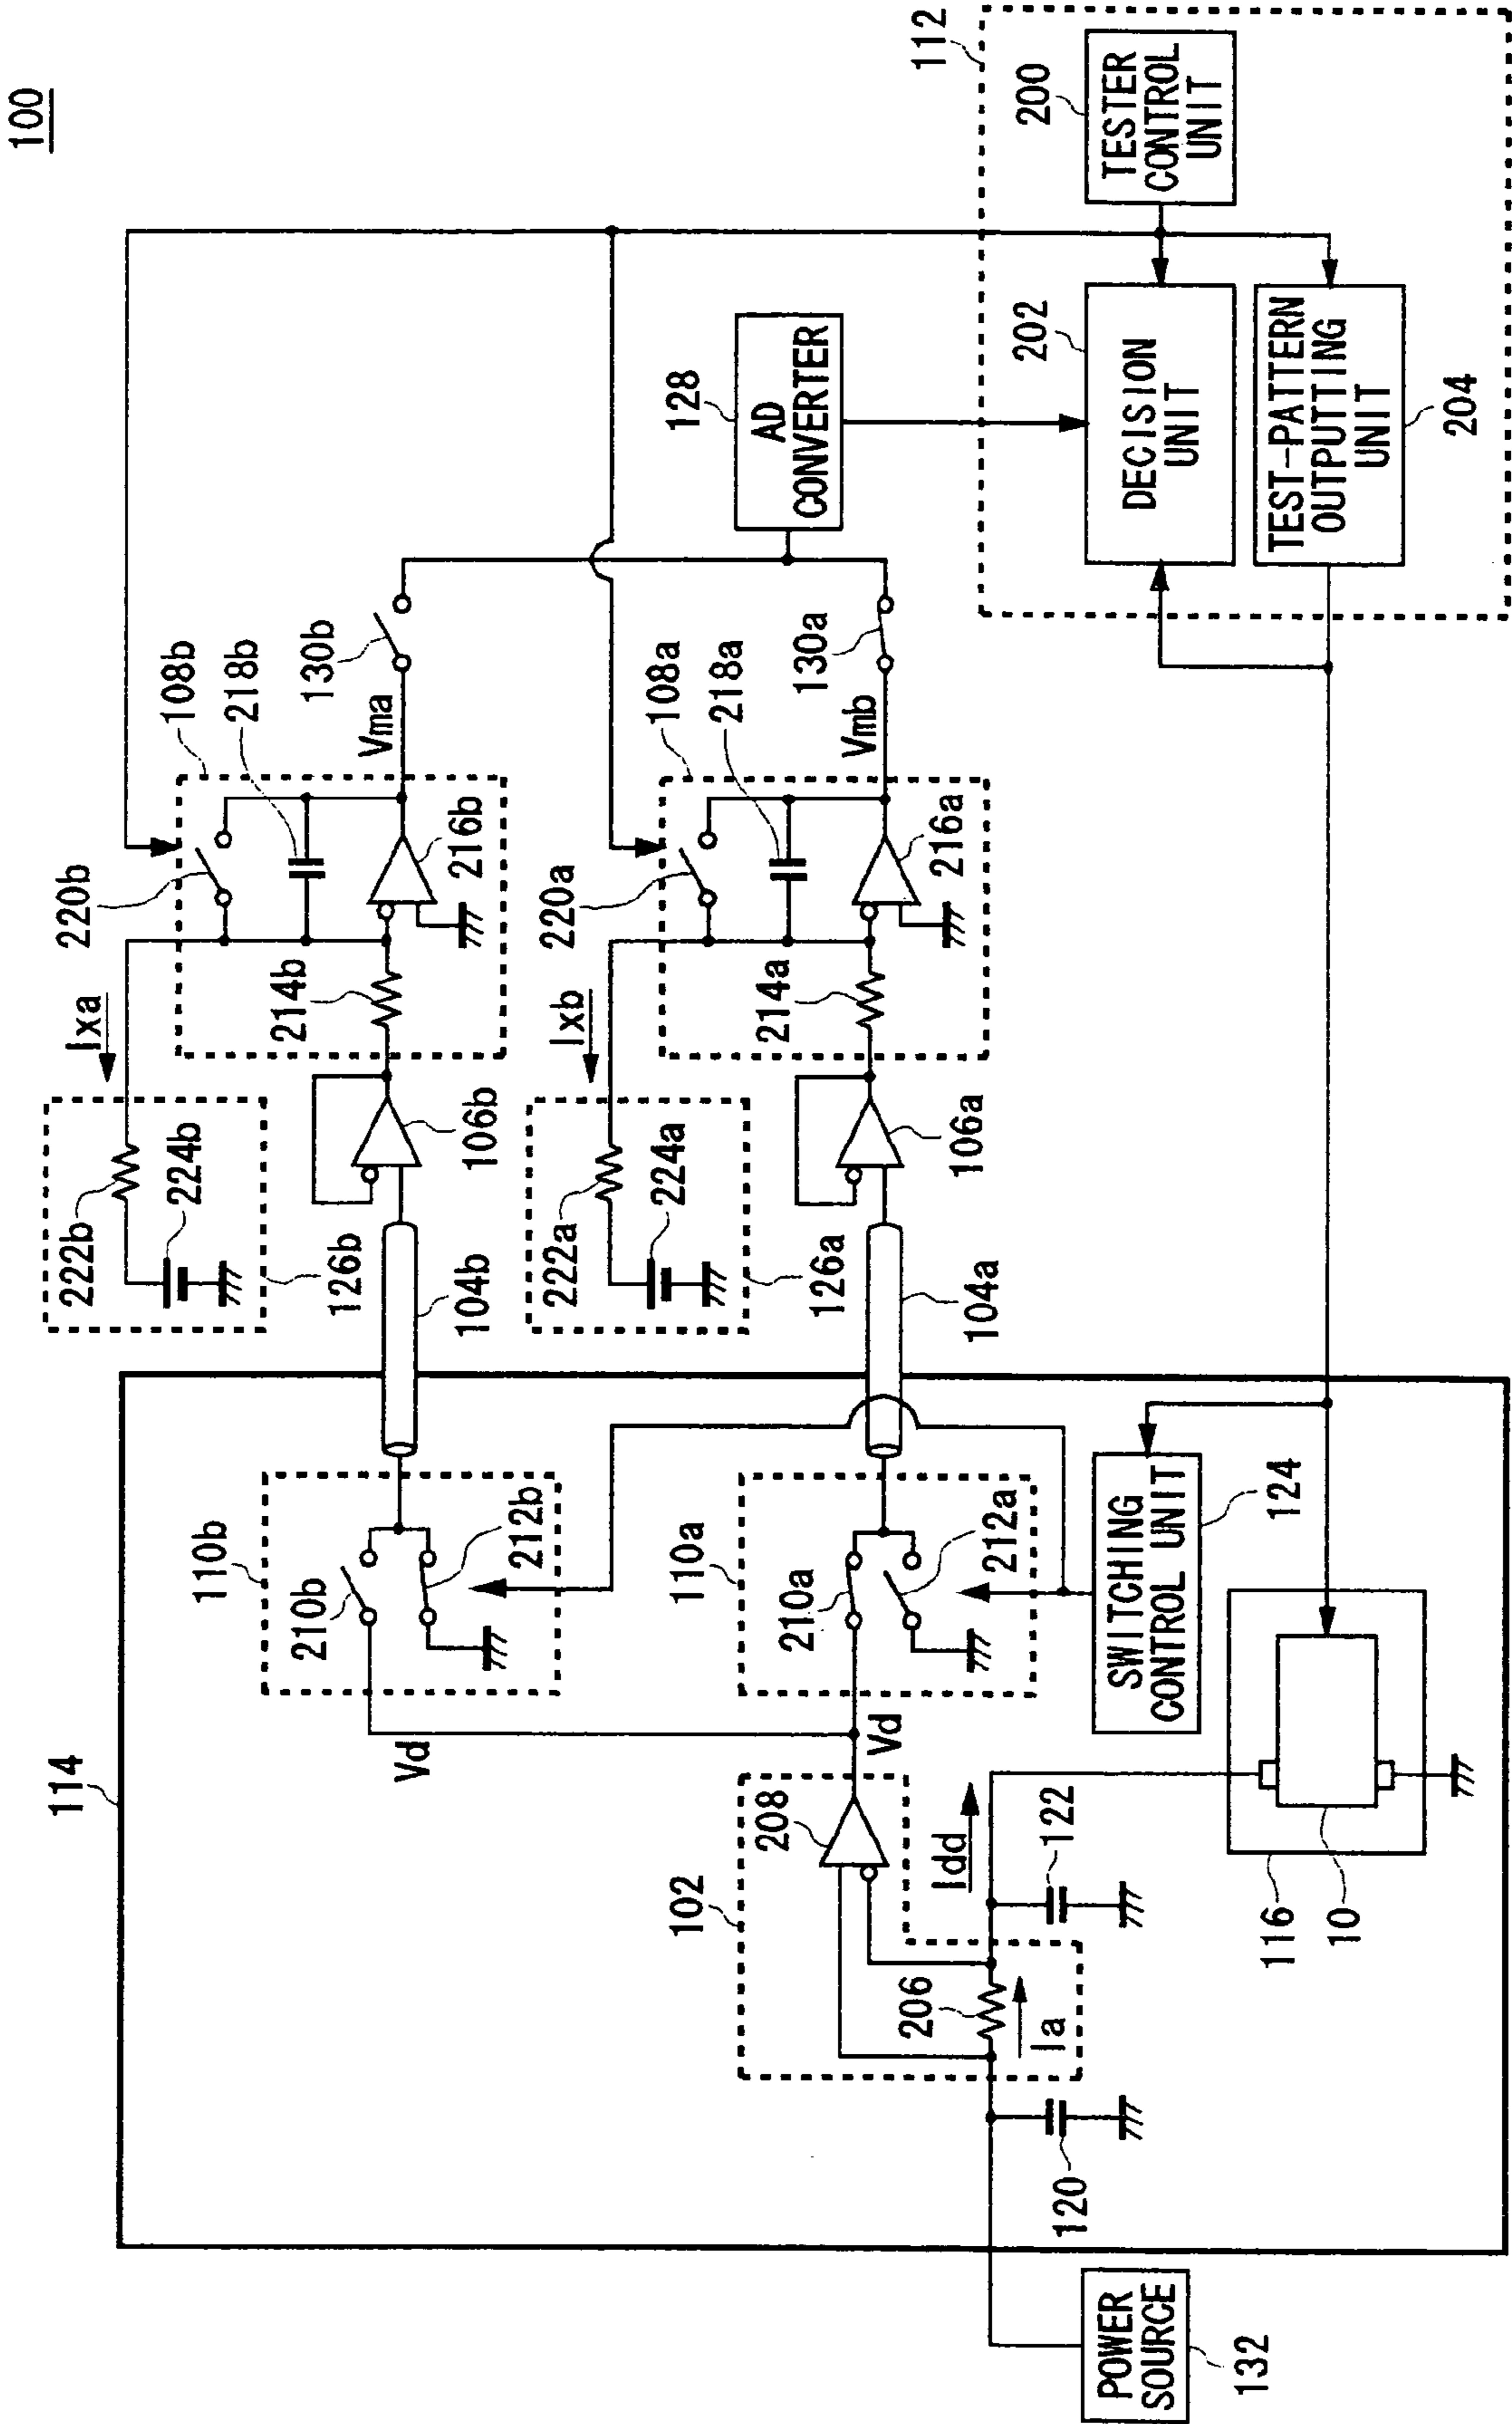 100
112
200
TESTER
CONTROL
UNIT
202
DECISION
UNIT
TEST-PATTERN
OUTPUTTING
UNIT
204
128
AD
CONVERTER
130b
Vma
130a
Vmb
108b
218b
220b
216b
214b
108a
218a
220a
216a
214a
Ixa
222b
224b
126b
106b
Ixb
222a
224a
126a
106a
104b
104a
114
110b
210b
212b
110a
210a
212a
SWITCHING
CONTROL UNIT
124
Vd
Vd
102
208
206
Ia
Idd
122
120
116
10
POWER
SOURCE
132